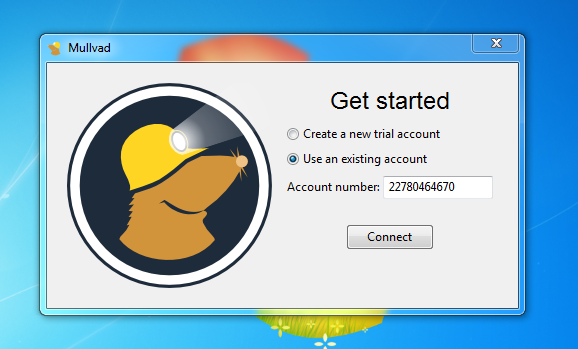 Mullvad
Get started
Create a new trial account
Use an existing account
Account number: 22780464670
Connect